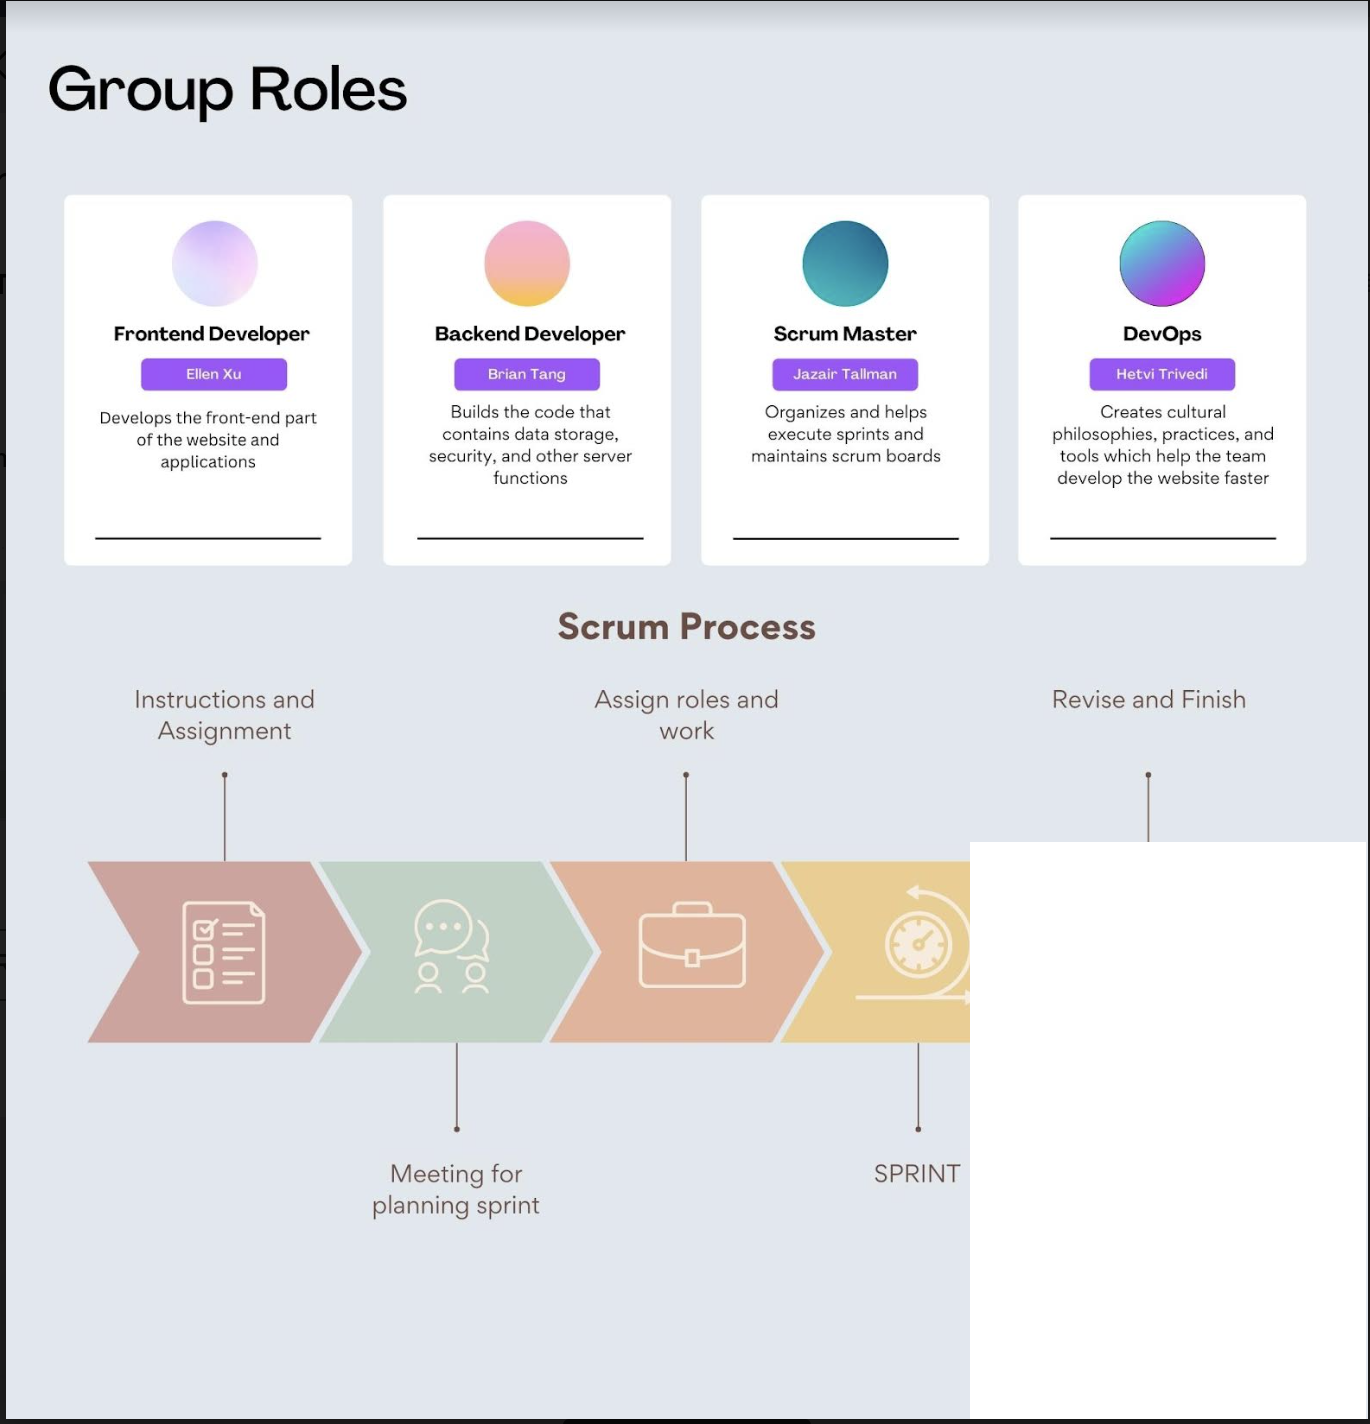 Group Roles
Frontend Developer
Ellen Xu
Develops the front-end part
of the website and
applications
Backend Developer
Brian Tang
Builds the code that
contains data storage,
security, and other server
functions
Scrum Master
Jazair Tallman
Organizes and helps
execute sprints and
maintains scrum boards
DevOps
Hetvi Trivedi
Creates cultural
philosophies, practices, and
tools which help the team
develop the website faster
Scrum Process
Instructions and
Assignment
Assign roles and
work
Revise and Finish
Meeting for
planning sprint
SPRINT